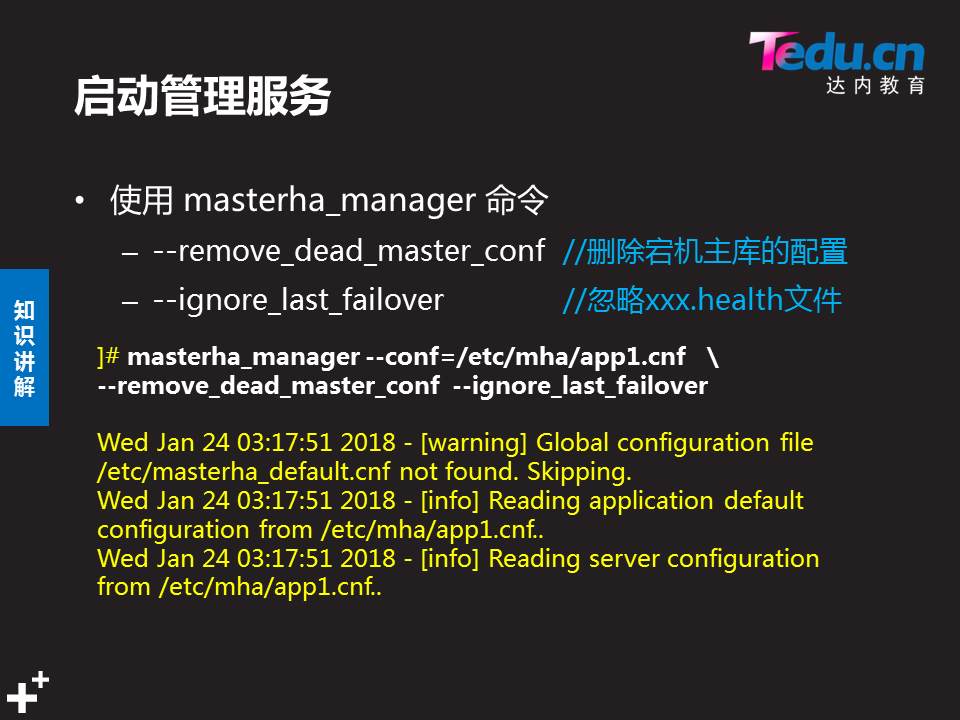 Tedu.cn
达内教育
启动管理服务
• 使用 masterha_manager 命令
– --remove_dead_master_conf //删除宕机主库的配置
– --ignore_last_failover //忽略xxx.health文件
知识讲解
]# masterha_manager --conf=/etc/mha/app1.cnf \
--remove_dead_master_conf --ignore_last_failover
Wed Jan 24 03:17:51 2018 - [warning] Global configuration file
/etc/masterha_default.cnf not found. Skipping.
Wed Jan 24 03:17:51 2018 - [info] Reading application default
configuration from /etc/mha/app1.cnf..
Wed Jan 24 03:17:51 2018 - [info] Reading server configuration
from /etc/mha/app1.cnf..